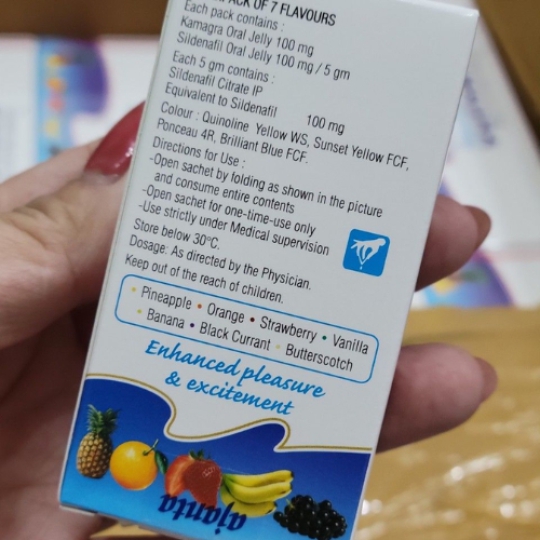 PACK OF 7 FLAVOURS
Each pack contains :
Kamagra Oral Jelly 100 mg
Sildenafil Oral Jelly 100 mg / 5 gm
Each 5 gm contains :
Sildenafil Citrate IP
Equivalent to Sildenafil 100 mg
Colour : Quinoline Yellow WS, Sunset Yellow FCF,
Ponceau 4R, Brilliant Blue FCF.
Directions for Use :
-Open sachet by folding as shown in the picture
and consume entire contents
-Open sachet for one-time-use only
-Use strictly under Medical supervision
Store below 30°C.
Dosage: As directed by the Physician.
Keep out of the reach of children.
• Pineapple • Orange • Strawberry • Vanilla
• Banana • Black Currant • Butterscotch
Enhanced pleasure
& excitement
ajanta